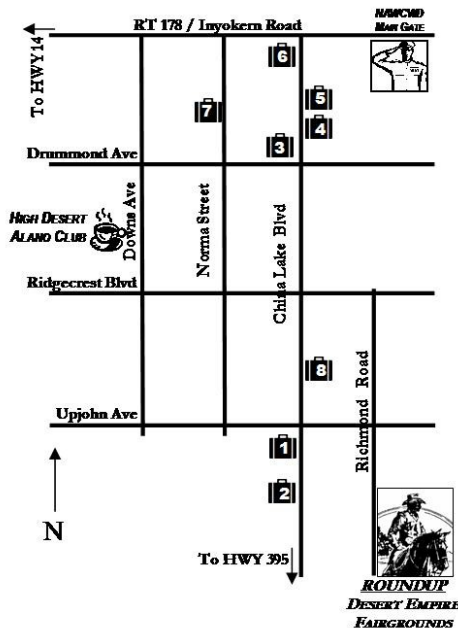 NAWCWD
MAIN GATE
RT 178 / Inyokern Road
To HWY14
6
5
7
4
3
Drummond Ave
HIGH DESERT
ALANO CLUB
Downs Ave
Norma Street
China Lake Blvd
Ridgecrest Blvd
8
Richmond Road
Upjohn Ave
1
2
N
To HWY 395
ROUNDUP
DESERT EMPIRE
FAIRGROUNDS